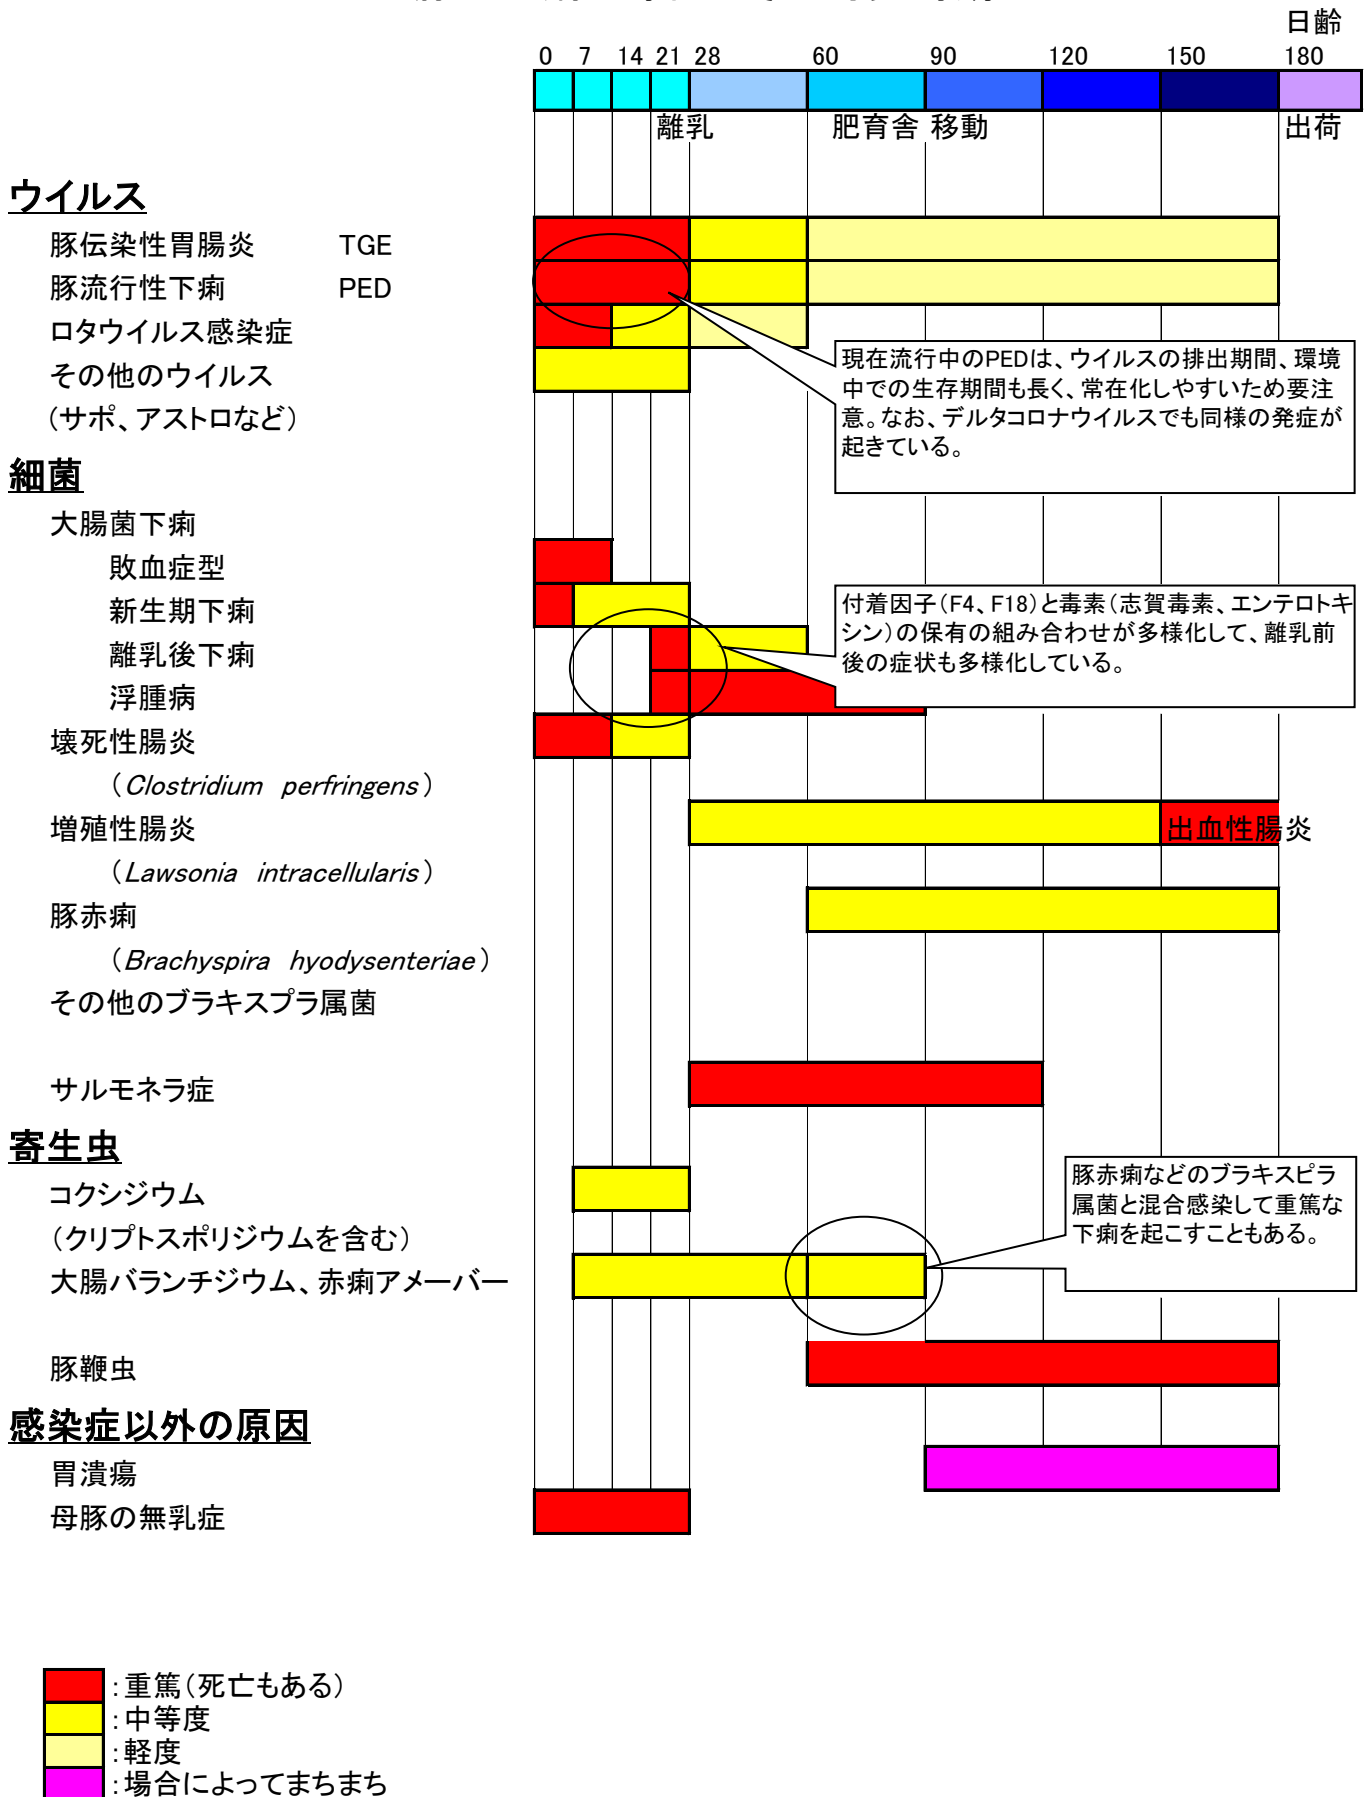 日齢
0 7 14 21 28 60 90 120 150 180
離乳 肥育舎 移動 出荷
ウイルス
豚伝染性胃腸炎 TGE
豚流行性下痢 PED
ロタウイルス感染症
その他のウイルス
(サポ、アストロなど)
現在流行中のPEDは、ウイルスの排出期間、環境
中での生存期間も長く、常在化しやすいため要注
意。なお、デルタコロナウイルスでも同様の発症が
起きている。
細菌
大腸菌下痢
敗血症型
新生期下痢
離乳後下痢
浮腫病
付着因子(F4、F18)と毒素(志賀毒素、エンテロトキ
シン)の保有の組み合わせが多様化して、離乳前
後の症状も多様化している。
壊死性腸炎
(Clostridium perfringens)
増殖性腸炎 出血性腸炎
(Lawsonia intracellularis)
豚赤痢
(Brachyspira hyodysenteriae)
その他のブラキスプラ属菌
サルモネラ症
寄生虫
コクシジウム
(クリプトスポリジウムを含む)
大腸バランチジウム、赤痢アメーバー
豚赤痢などのブラキスピラ
属菌と混合感染して重篤な
下痢を起こすこともある。
豚鞭虫
感染症以外の原因
胃潰瘍
母豚の無乳症
:重篤(死亡もある)
:中等度
:軽度
:場合によってまちまち